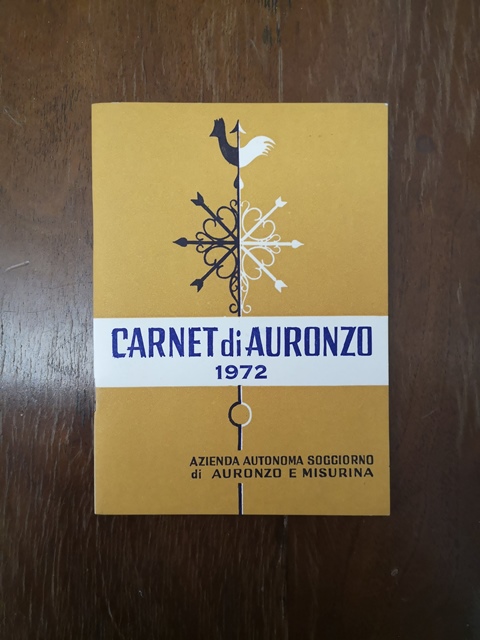 CARNET di AURONZO
1972
AZIENDA AUTONOMA SOGGIORNO
di AURONZO E MISURINA